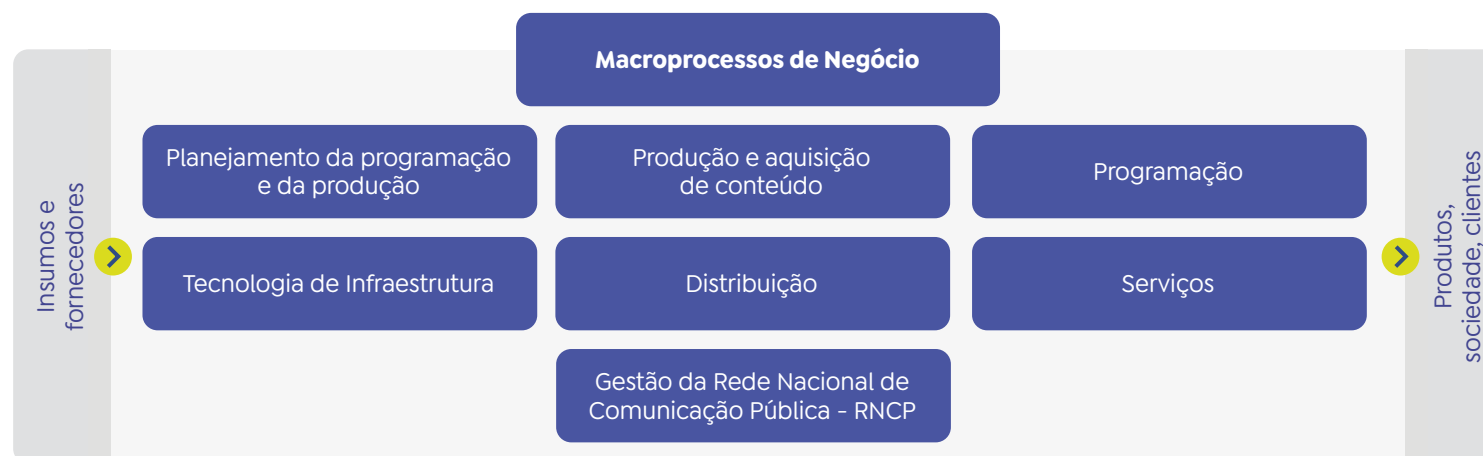 Macroprocessos de Negócio
Insumos e
fornecedores
Planejamento da programação
e da produção
Produção e aquisição
de conteúdo
Programação
Tecnologia de Infraestrutura
Distribuição
Serviços
Gestão da Rede Nacional de
Comunicação Pública - RNCP
Produtos,
sociedade, clientes